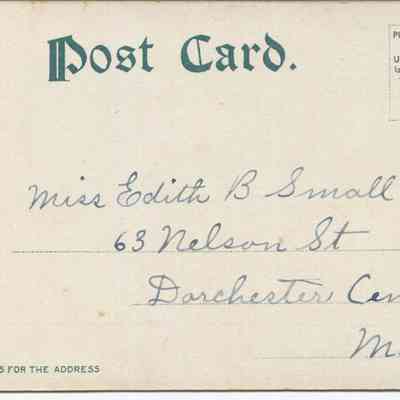 Post Card.
Miss Edith B Small
63 Nelson St
Dorchester Cen
S FOR THE ADDRESS